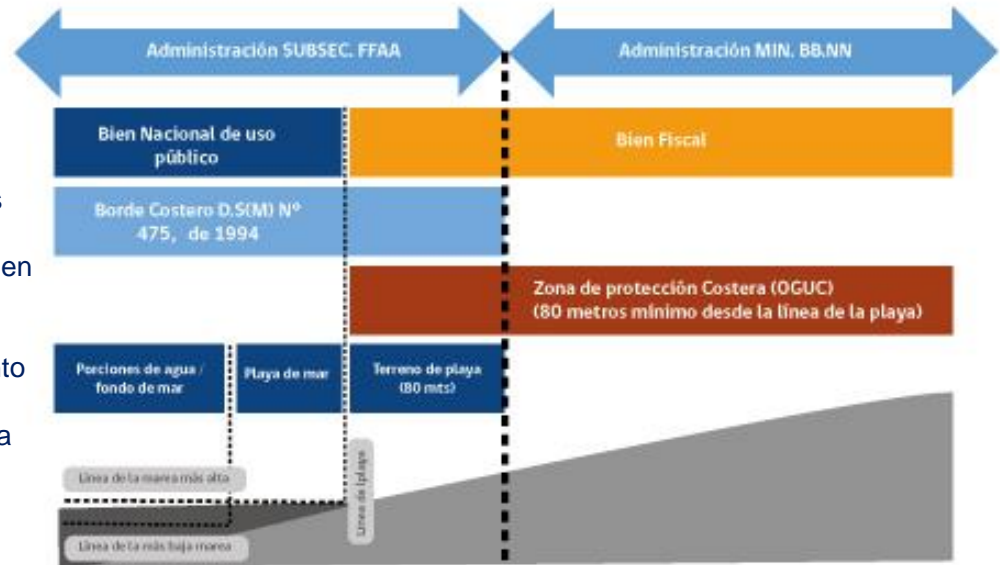 Administración SUBSEC. FFAA
Administración MIN. BB.NN
Bien Nacional de uso
público
Bien Fiscal
s
Borde Costero D.S(M) Nº
475, de 1994
en
Zona de protección Costera (OGUC)
(80 metros mínimo desde la línea de la playa)
nto
Porciones de agua /
fondo de mar
Playa de mar
Terreno de playa
(80 mts)
a
Línea de la marea más alta
Línea de la más baja marea
Línea de lplaya